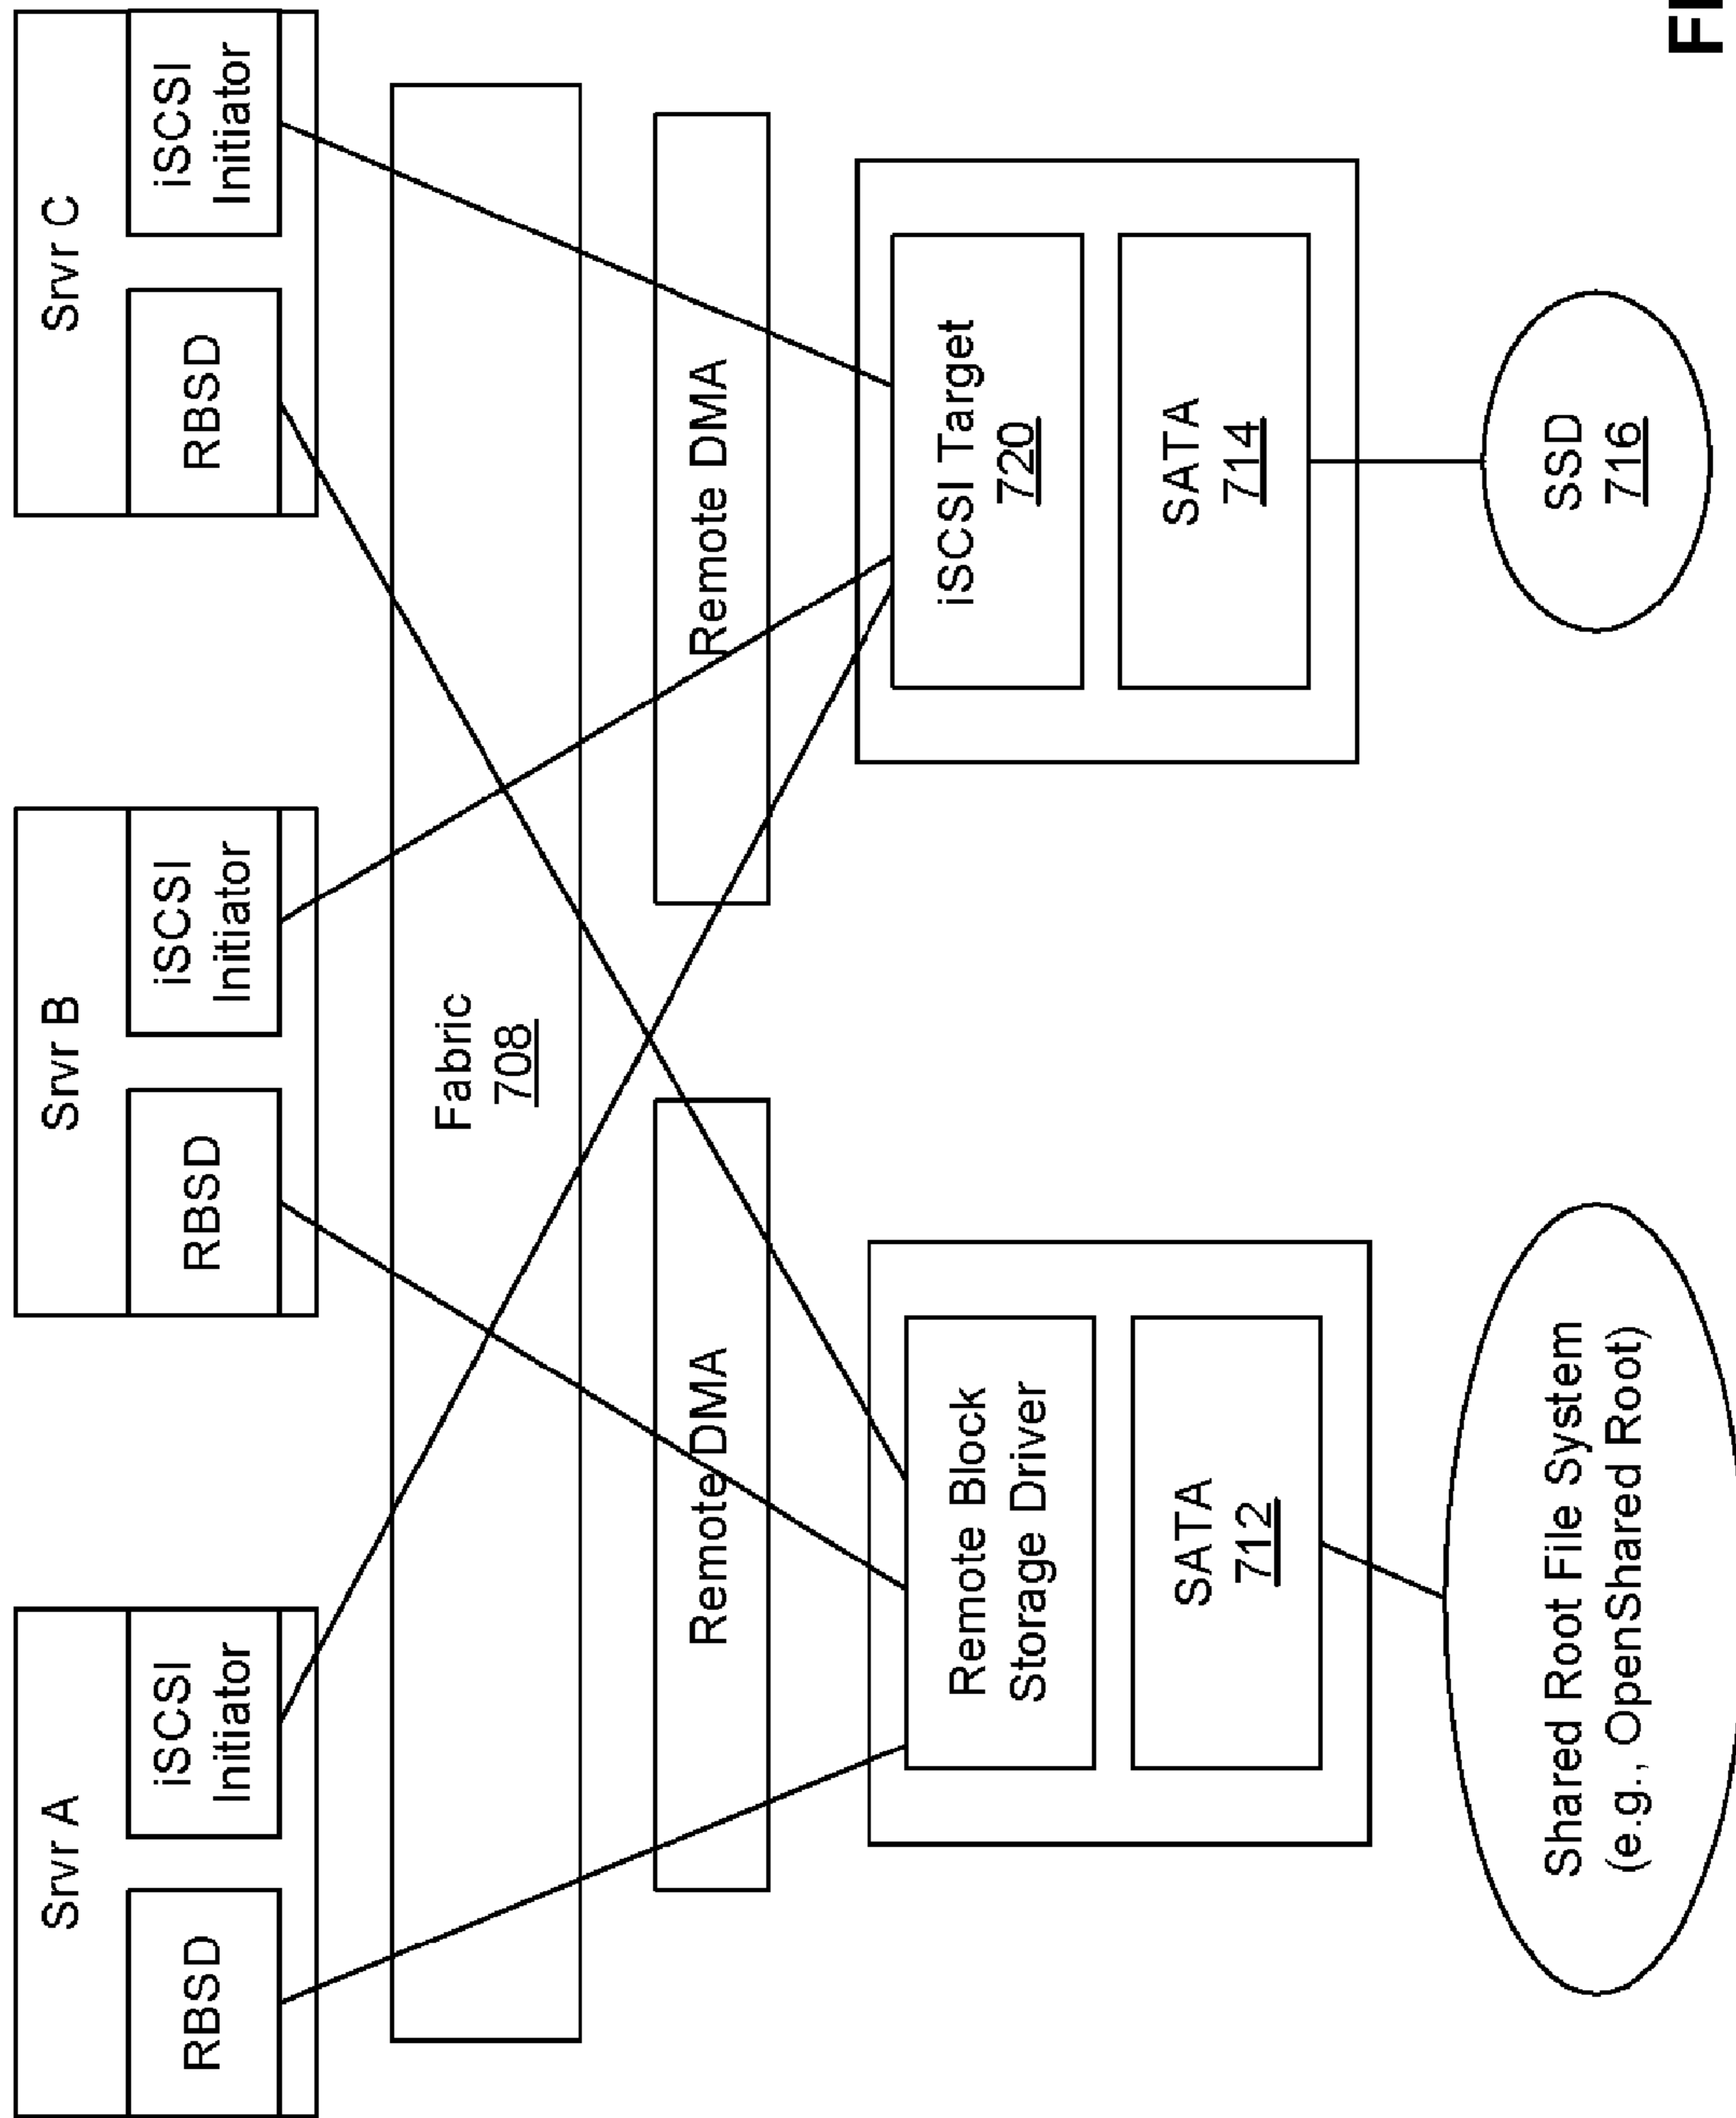 Srvr A
RBSD
iSCSI
Initiator
Srvr B
RBSD
iSCSI
Initiator
Srvr C
RBSD
iSCSI
Initiator
Fabric
708
Remote DMA
Remote DMA
Remote Block
Storage Driver
SATA
712
iSCSI Target
720
SATA
714
Shared Root File System
(e.g., OpenShared Root)
SSD
716